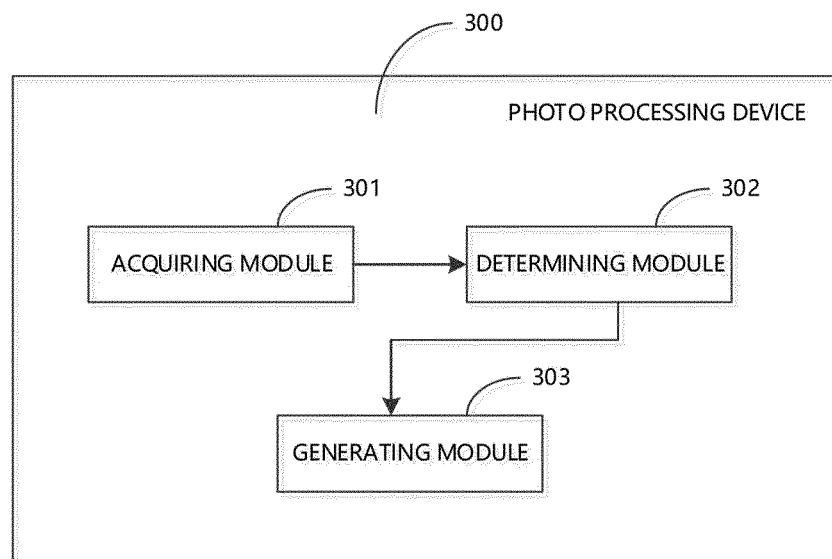 300
PHOTO PROCESSING DEVICE
301
302
ACQUIRING MODULE
DETERMINING MODULE
303
GENERATING MODULE